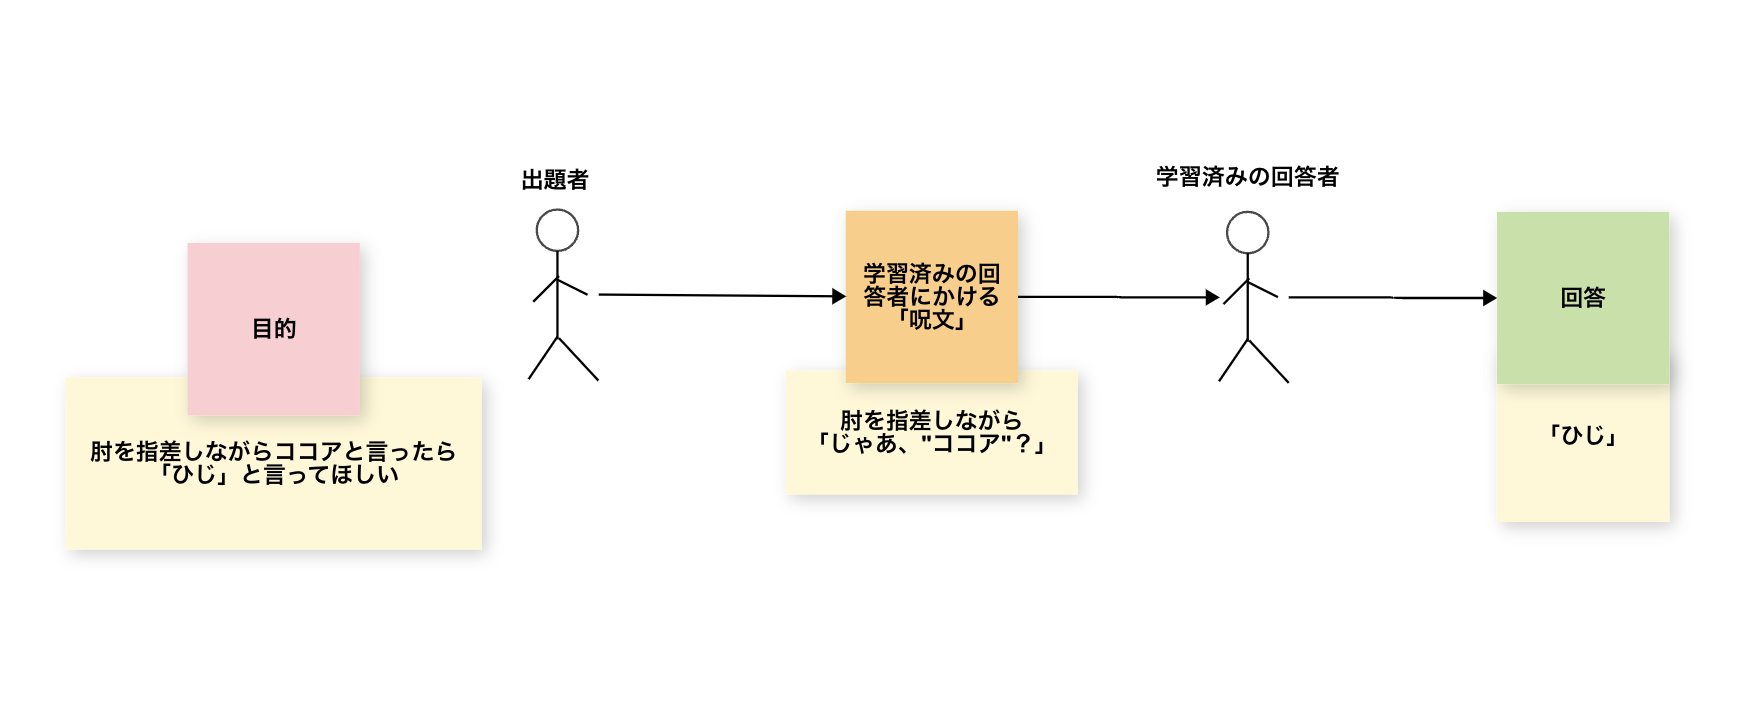 目的
肘を指差しながらココアと言ったら
「ひじ」と言ってほしい
出題者
学習済みの回
答者にかける
「呪文」
肘を指差しながら
「じゃあ、"ココア"？」
学習済みの回答者
回答
「ひじ」